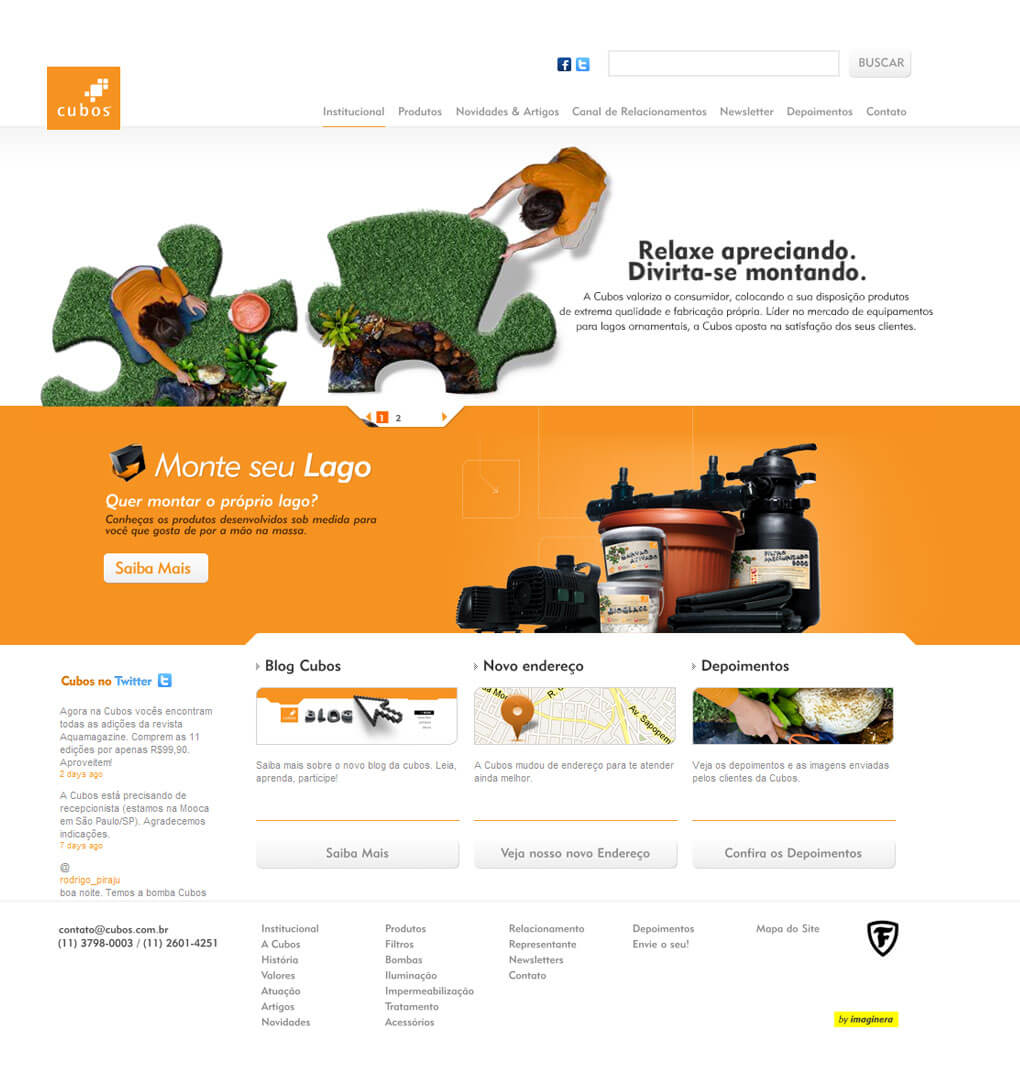 BUSCAR
cubos
Institucional Produtos Novidades & Artigos Canal de Relacionamentos Newsletter Depoimentos Contato
Relaxe apreciando.
Divirta-se montando.
A Cubos valoriza o consumidor, colocando a sua disposição produtos
de extrema qualidade e fabricação própria. Líder no mercado de equipamentos
para lagos ornamentais, a Cubos aposta na satisfação dos seus clientes.
1 2
Monte seu Lago
Quer montar o próprio lago?
Conheças os produtos desenvolvidos sob medida para
você que gosta de por a mão na massa.
Saiba Mais
Blog Cubos
Novo endereço
Depoimentos
Cubos no Twitter
BLOG
R. C
Av. Sapopem
Agora na Cubos vocês encontram
todas as adições da revista
Aquamagazine. Comprem as 11
edições por apenas R$99,90.
Aproveitem!
2 days ago
A Cubos está precisando de
recepcionista (estamos na Mooca
em São Paulo/SP). Agradecemos
indicações.
7 days ago
@
rodrigo_piraju
boa noite. Temos a bomba Cubos
Saiba mais sobre o novo blog da cubos. Leia,
aprenda, participe!
A Cubos mudou de endereço para te atender
ainda melhor.
Veja os depoimentos e as imagens enviadas
pelos clientes da Cubos.
Saiba Mais
Veja nosso novo Endereço
Confira os Depoimentos
contato@cubos.com.br
(11) 3798-0003 / (11) 2601-4251
Institucional
A Cubos
História
Valores
Atuação
Artigos
Novidades
Produtos
Filtros
Bombas
Iluminação
Impermeabilização
Tratamento
Acessórios
Relacionamento
Representante
Newsletters
Contato
Depoimentos
Envie o seu!
Mapa do Site
by imaginera